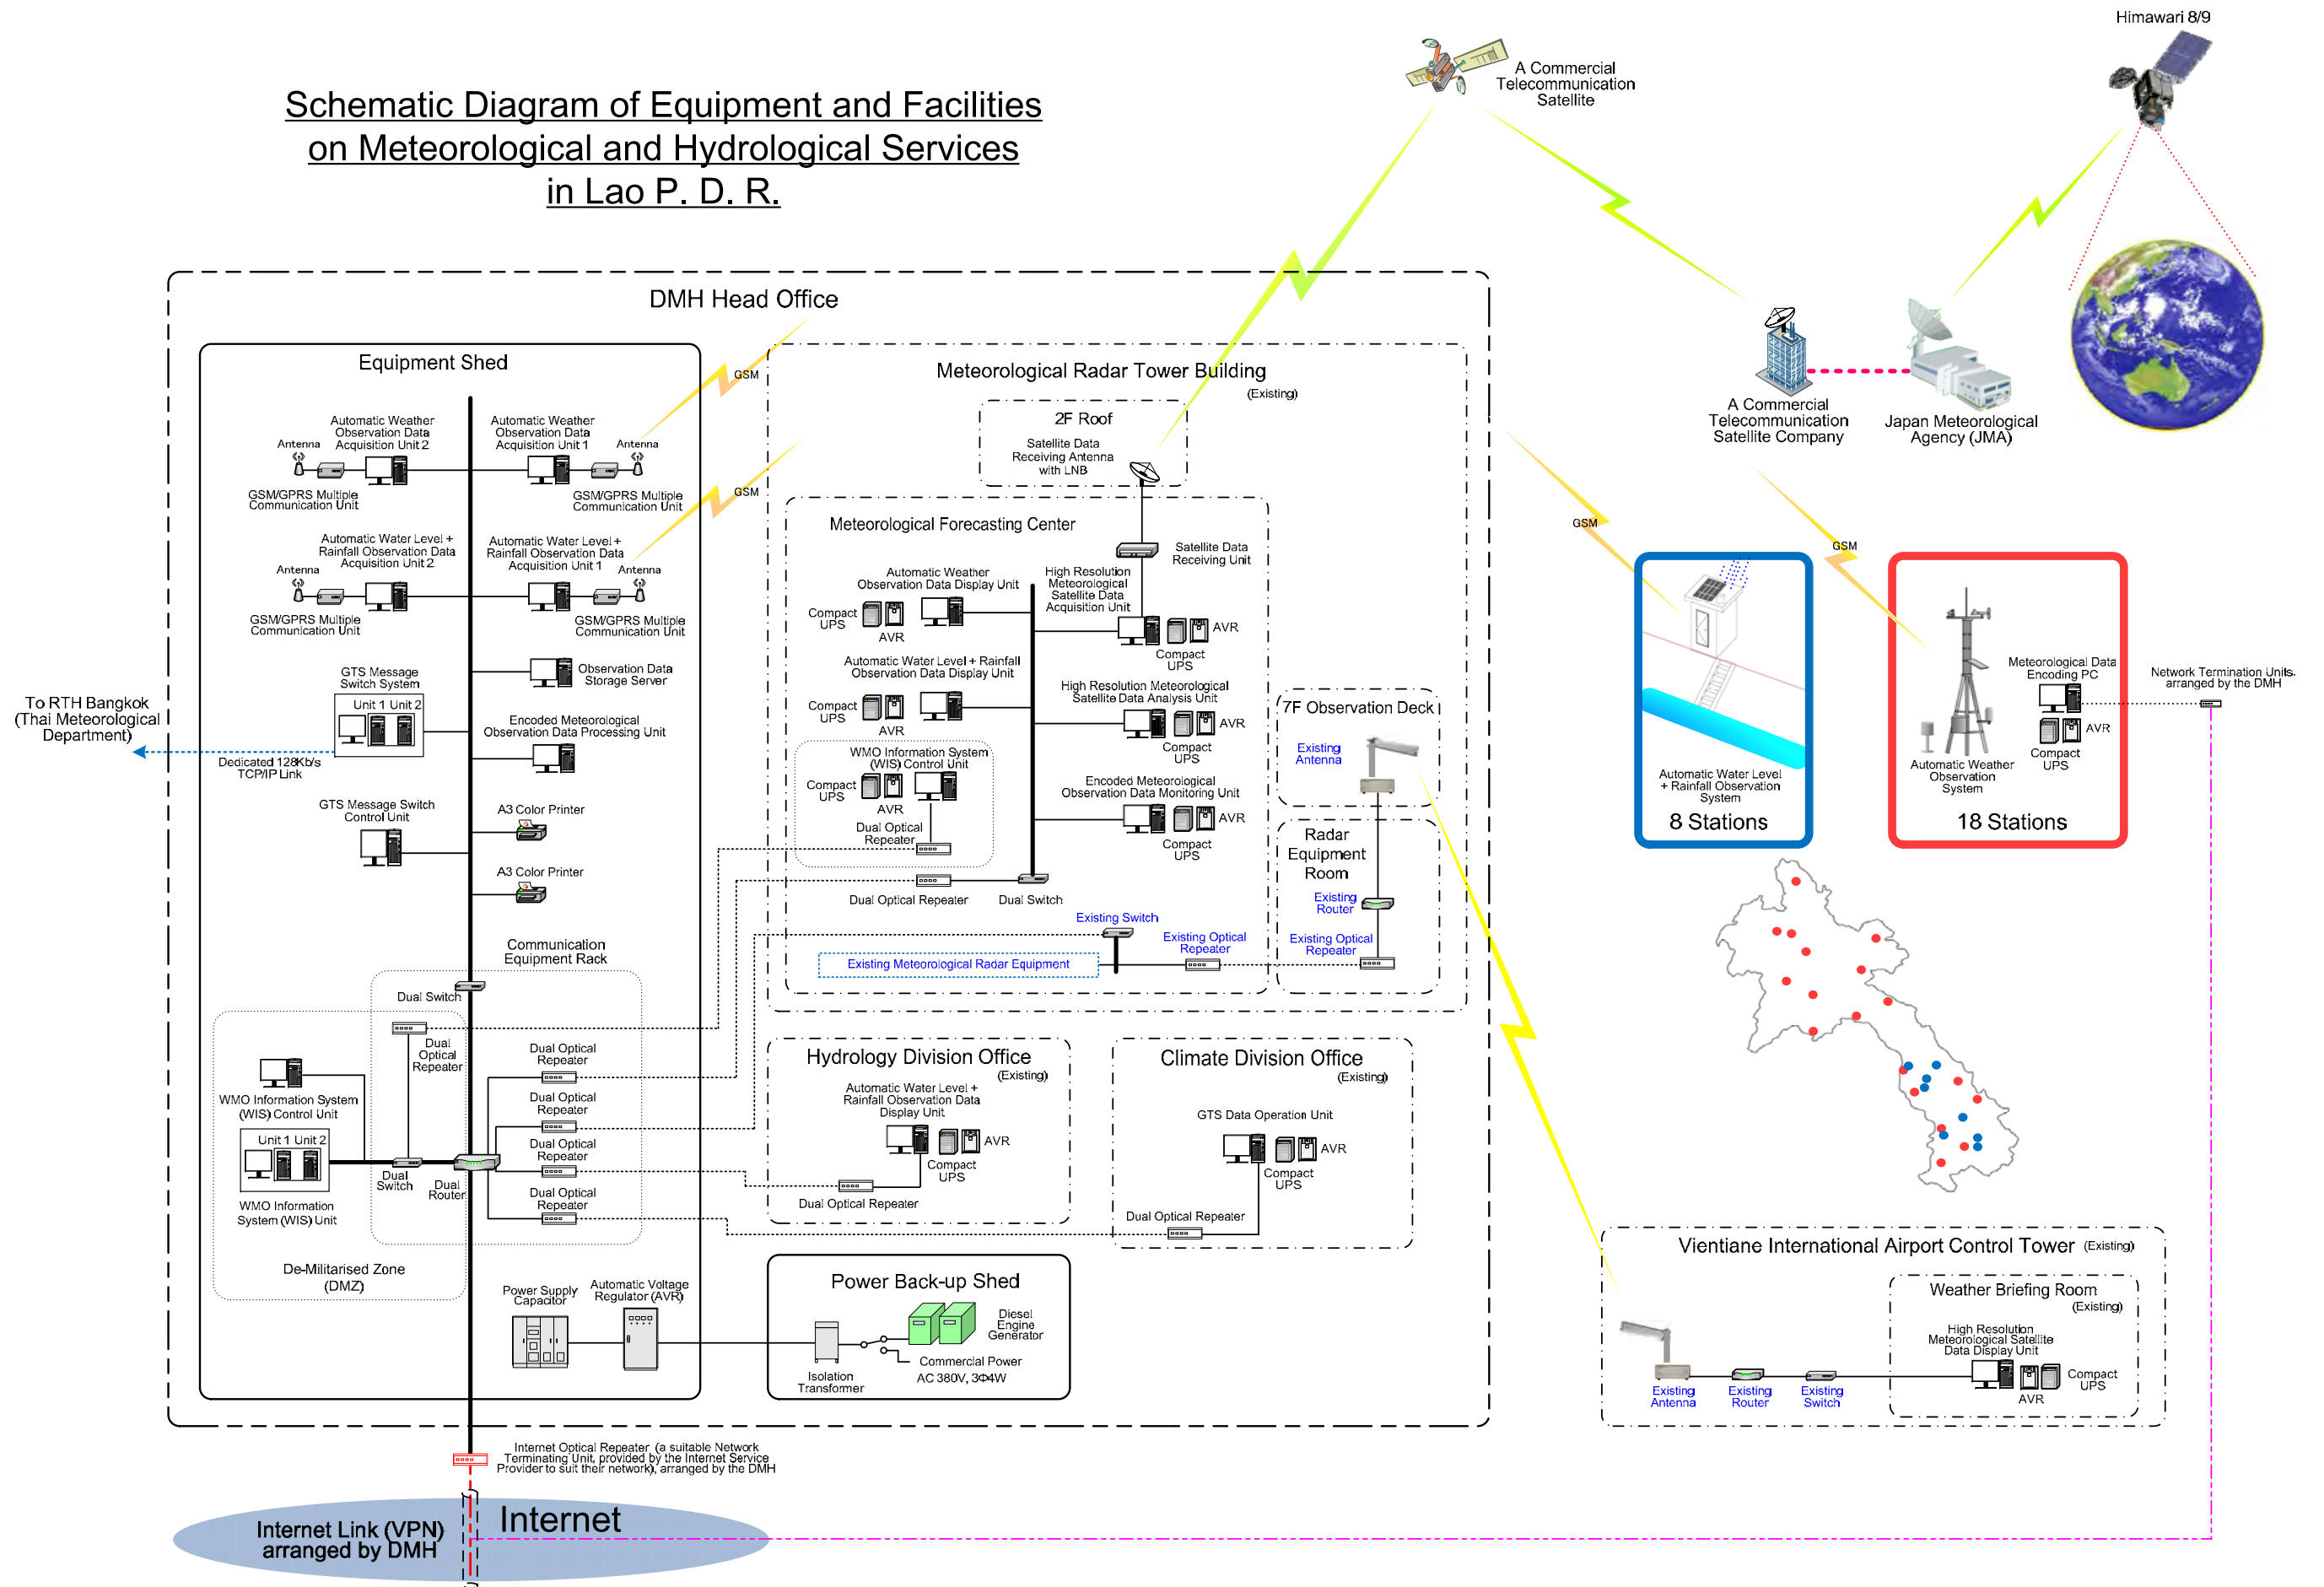 Himawari 8/9
A Commercial
Telecommunication
Satellite
Schematic Diagram of Equipment and Facilities
on Meteorological and Hydrological Services
in Lao P. D. R.
DMH Head Office
Equipment Shed
Automatic Weather
Observation Data
Acquisition Unit 2
Antenna
GSM/GPRS Multiple
Communication Unit
Automatic Weather
Observation Data
Acquisition Unit 1
Antenna
GSM/GPRS Multiple
Communication Unit
GSM
Automatic Water Level +
Rainfall Observation Data
Acquisition Unit 2
Antenna
GSM/GPRS Multiple
Communication Unit
Automatic Water Level +
Rainfall Observation Data
Acquisition Unit 1
Antenna
GSM/GPRS Multiple
Communication Unit
GSM
GTS Message
Switch System
Unit 1 Unit 2
Observation Data
Storage Server
To RTH Bangkok
(Thai Meteorological
Department)
Dedicated 128Kb/s
TCP/IP Link
Encoded Meteorological
Observation Data Processing Unit
GTS Message Switch
Control Unit
A3 Color Printer
A3 Color Printer
Communication
Equipment Rack
Dual Switch
Dual
Optical
Repeater
WMO Information System
(WIS) Control Unit
Unit 1 Unit 2
WMO Information
System (WIS) Unit
Dual
Switch
Dual
Router
Dual Optical
Repeater
Dual Optical
Repeater
Dual Optical
Repeater
Dual Optical
Repeater
De-Militarised Zone
(DMZ)
Power Supply
Capacitor
Automatic Voltage
Regulator (AVR)
Meteorological Radar Tower Building
(Existing)
2F Roof
Satellite Data
Receiving Antenna
with LNB
Meteorological Forecasting Center
Satellite Data
Receiving Unit
Automatic Weather
Observation Data Display Unit
Compact
UPS
AVR
High Resolution
Meteorological
Satellite Data
Acquisition Unit
AVR
Compact
UPS
Automatic Water Level + Rainfall
Observation Data Display Unit
Compact
UPS
AVR
High Resolution Meteorological
Satellite Data Analysis Unit
AVR
Compact
UPS
WMO Information System
(WIS) Control Unit
Compact
UPS
AVR
Dual Optical
Repeater
Encoded Meteorological
Observation Data Monitoring Unit
AVR
Compact
UPS
Dual Optical Repeater
Dual Switch
Existing Switch
Existing Optical
Repeater
Existing Meteorological Radar Equipment
7F Observation Deck
Existing
Antenna
Radar
Equipment
Room
Existing
Router
Existing Optical
Repeater
Hydrology Division Office
(Existing)
Automatic Water Level +
Rainfall Observation Data
Display Unit
AVR
Compact
UPS
Dual Optical Repeater
Climate Division Office
(Existing)
GTS Data Operation Unit
AVR
Compact
UPS
Dual Optical Repeater
Power Back-up Shed
Diesel
Engine
Generator
Isolation
Transformer
Commercial Power
AC 380V, 3Φ4W
A Commercial
Telecommunication
Satellite Company
Japan Meteorological
Agency (JMA)
GSM
GSM
Automatic Water Level
+ Rainfall Observation
System
8 Stations
Meteorological Data
Encoding PC
AVR
Compact
UPS
Automatic Weather
Observation
System
18 Stations
Network Termination Units.
arranged by the DMH
Vientiane International Airport Control Tower (Existing)
Weather Briefing Room
(Existing)
High Resolution
Meteorological Satellite
Data Display Unit
Existing
Antenna
Existing
Router
Existing
Switch
AVR
Compact
UPS
Internet Optical Repeater (a suitable Network
Terminating Unit, provided by the Internet Service
Provider to suit their network), arranged by the DMH
Internet
Internet Link (VPN)
arranged by DMH